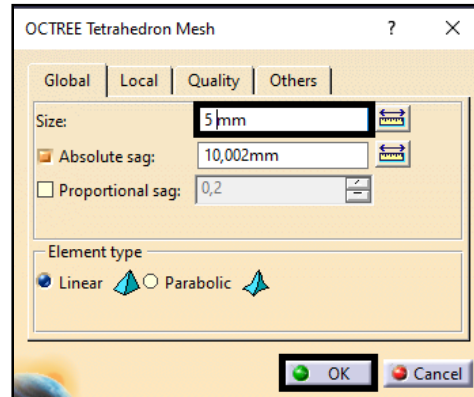 OCTREE Tetrahedron Mesh ? ×
Global Local Quality Others
Size: 5 mm
Absolute sag: 10,002mm
Proportional sag: 0,2
Element type
Linear Parabolic
OK Cancel